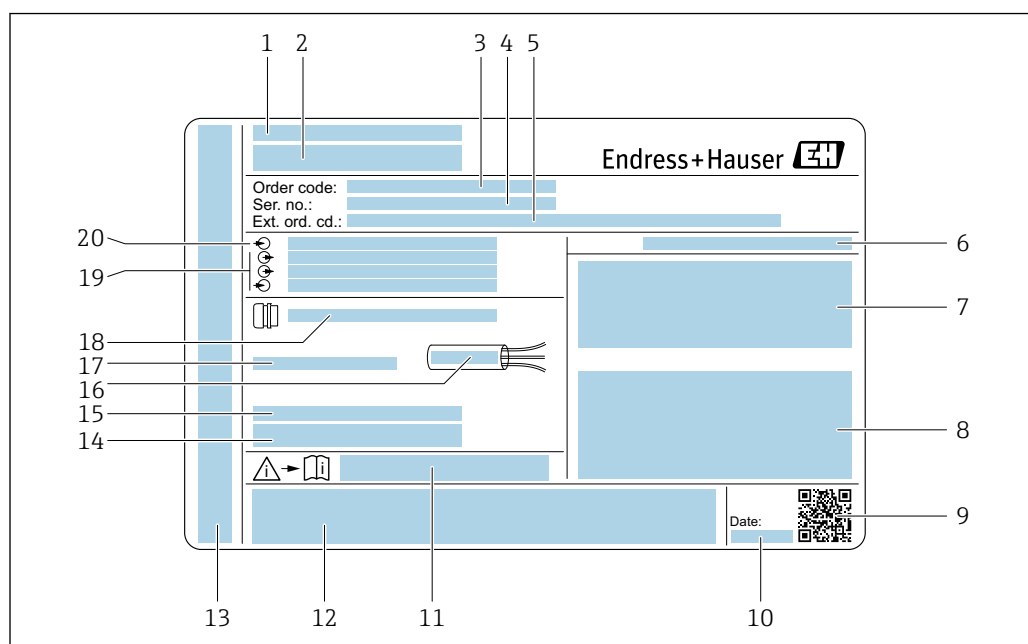 1 2 3 4 5
Endress+Hauser EH
Order code:
Ser. no.:
Ext. ord. cd.:
20
19
18
17
16
15
14
6
7
8
i i
Date:
9
13 12 11 10